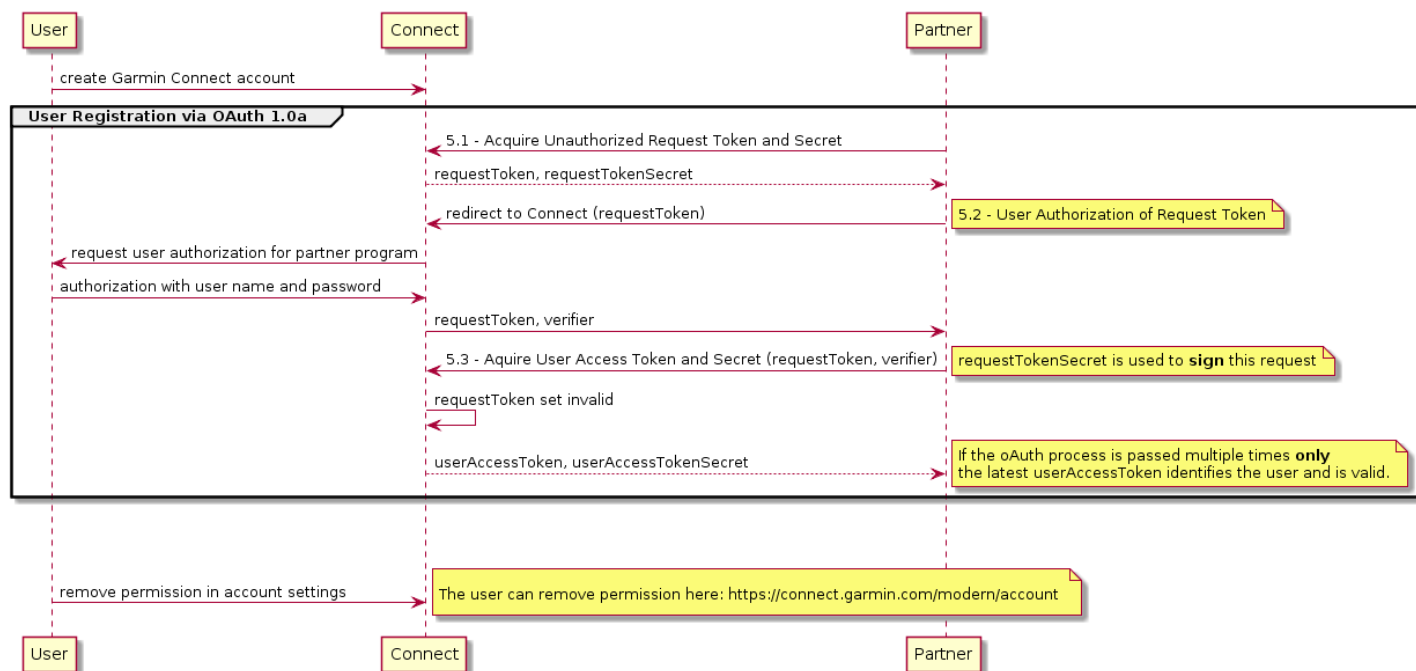 User
Connect
Partner
create Garmin Connect account
User Registration via OAuth 1.0a
5.1 - Acquire Unauthorized Request Token and Secret
requestToken, requestTokenSecret
redirect to Connect (requestToken)
5.2 - User Authorization of Request Token
request user authorization for partner program
authorization with user name and password
requestToken, verifier
5.3 - Aquire User Access Token and Secret (requestToken, verifier)
requestTokenSecret is used to sign this request
requestToken set invalid
userAccessToken, userAccessTokenSecret
If the oAuth process is passed multiple times only
the latest userAccessToken identifies the user and is valid.
remove permission in account settings
The user can remove permission here: https://connect.garmin.com/modern/account
User
Connect
Partner